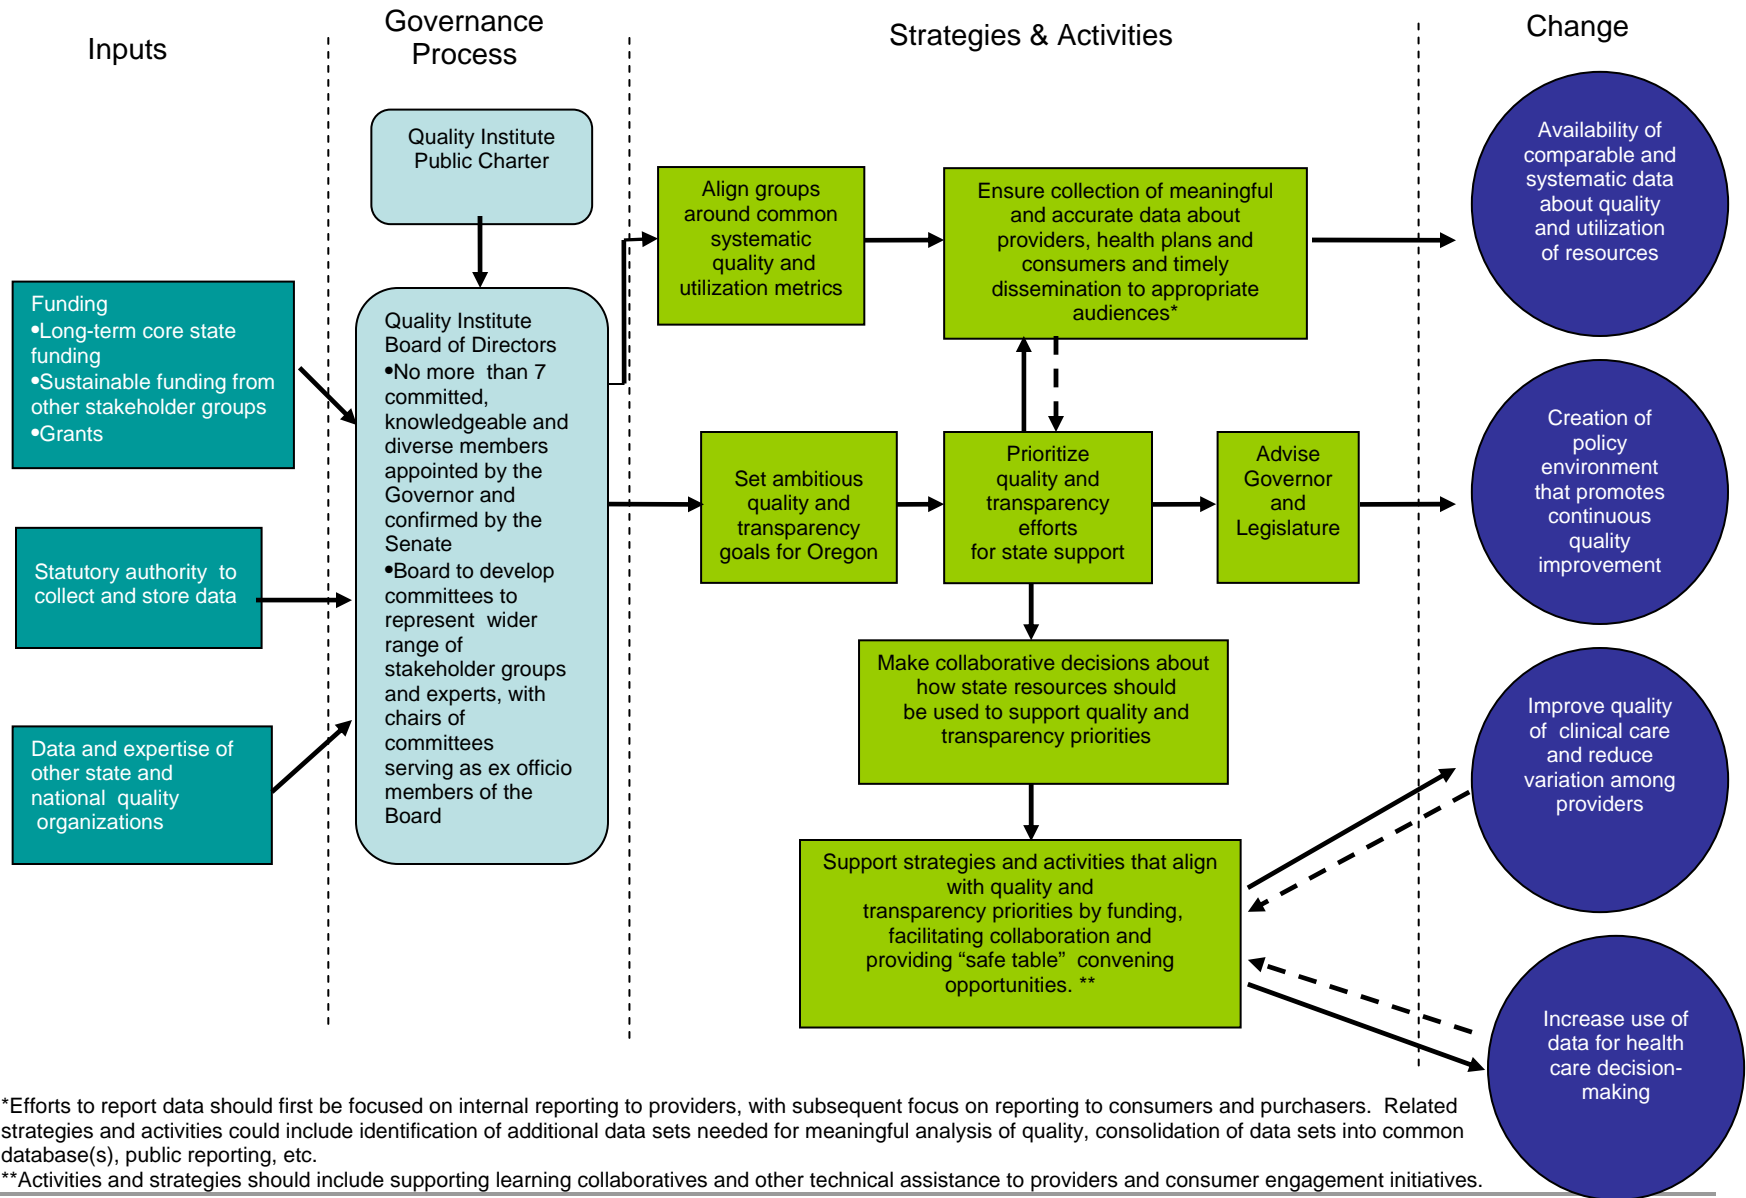 Inputs
Governance
Process
Strategies & Activities
Change
Funding
•Long-term core state
funding
•Sustainable funding from
other stakeholder groups
•Grants
Statutory authority to
collect and store data
Data and expertise of
other state and
national quality
organizations
Quality Institute
Public Charter
Quality Institute
Board of Directors
•No more than 7
committed,
knowledgeable and
diverse members
appointed by the
Governor and
confirmed by the
Senate
•Board to develop
committees to
represent wider
range of
stakeholder groups
and experts, with
chairs of
committees
serving as ex officio
members of the
Board
Align groups
around common
systematic
quality and
utilization metrics
Ensure collection of meaningful
and accurate data about
providers, health plans and
consumers and timely
dissemination to appropriate
audiences*
Set ambitious
quality and
transparency
goals for Oregon
Prioritize
quality and
transparency
efforts
for state support
Advise
Governor
and
Legislature
Make collaborative decisions about
how state resources should
be used to support quality and
transparency priorities
Support strategies and activities that align
with quality and
transparency priorities by funding,
facilitating collaboration and
providing “safe table” convening
opportunities. **
Availability of
comparable and
systematic data
about quality
and utilization
of resources
Creation of
policy
environment
that promotes
continuous
quality
improvement
Improve quality
of clinical care
and reduce
variation among
providers
Increase use of
data for health
care decision-
making
*Efforts to report data should first be focused on internal reporting to providers, with subsequent focus on reporting to consumers and purchasers. Related
strategies and activities could include identification of additional data sets needed for meaningful analysis of quality, consolidation of data sets into common
database(s), public reporting, etc.
**Activities and strategies should include supporting learning collaboratives and other technical assistance to providers and consumer engagement initiatives.